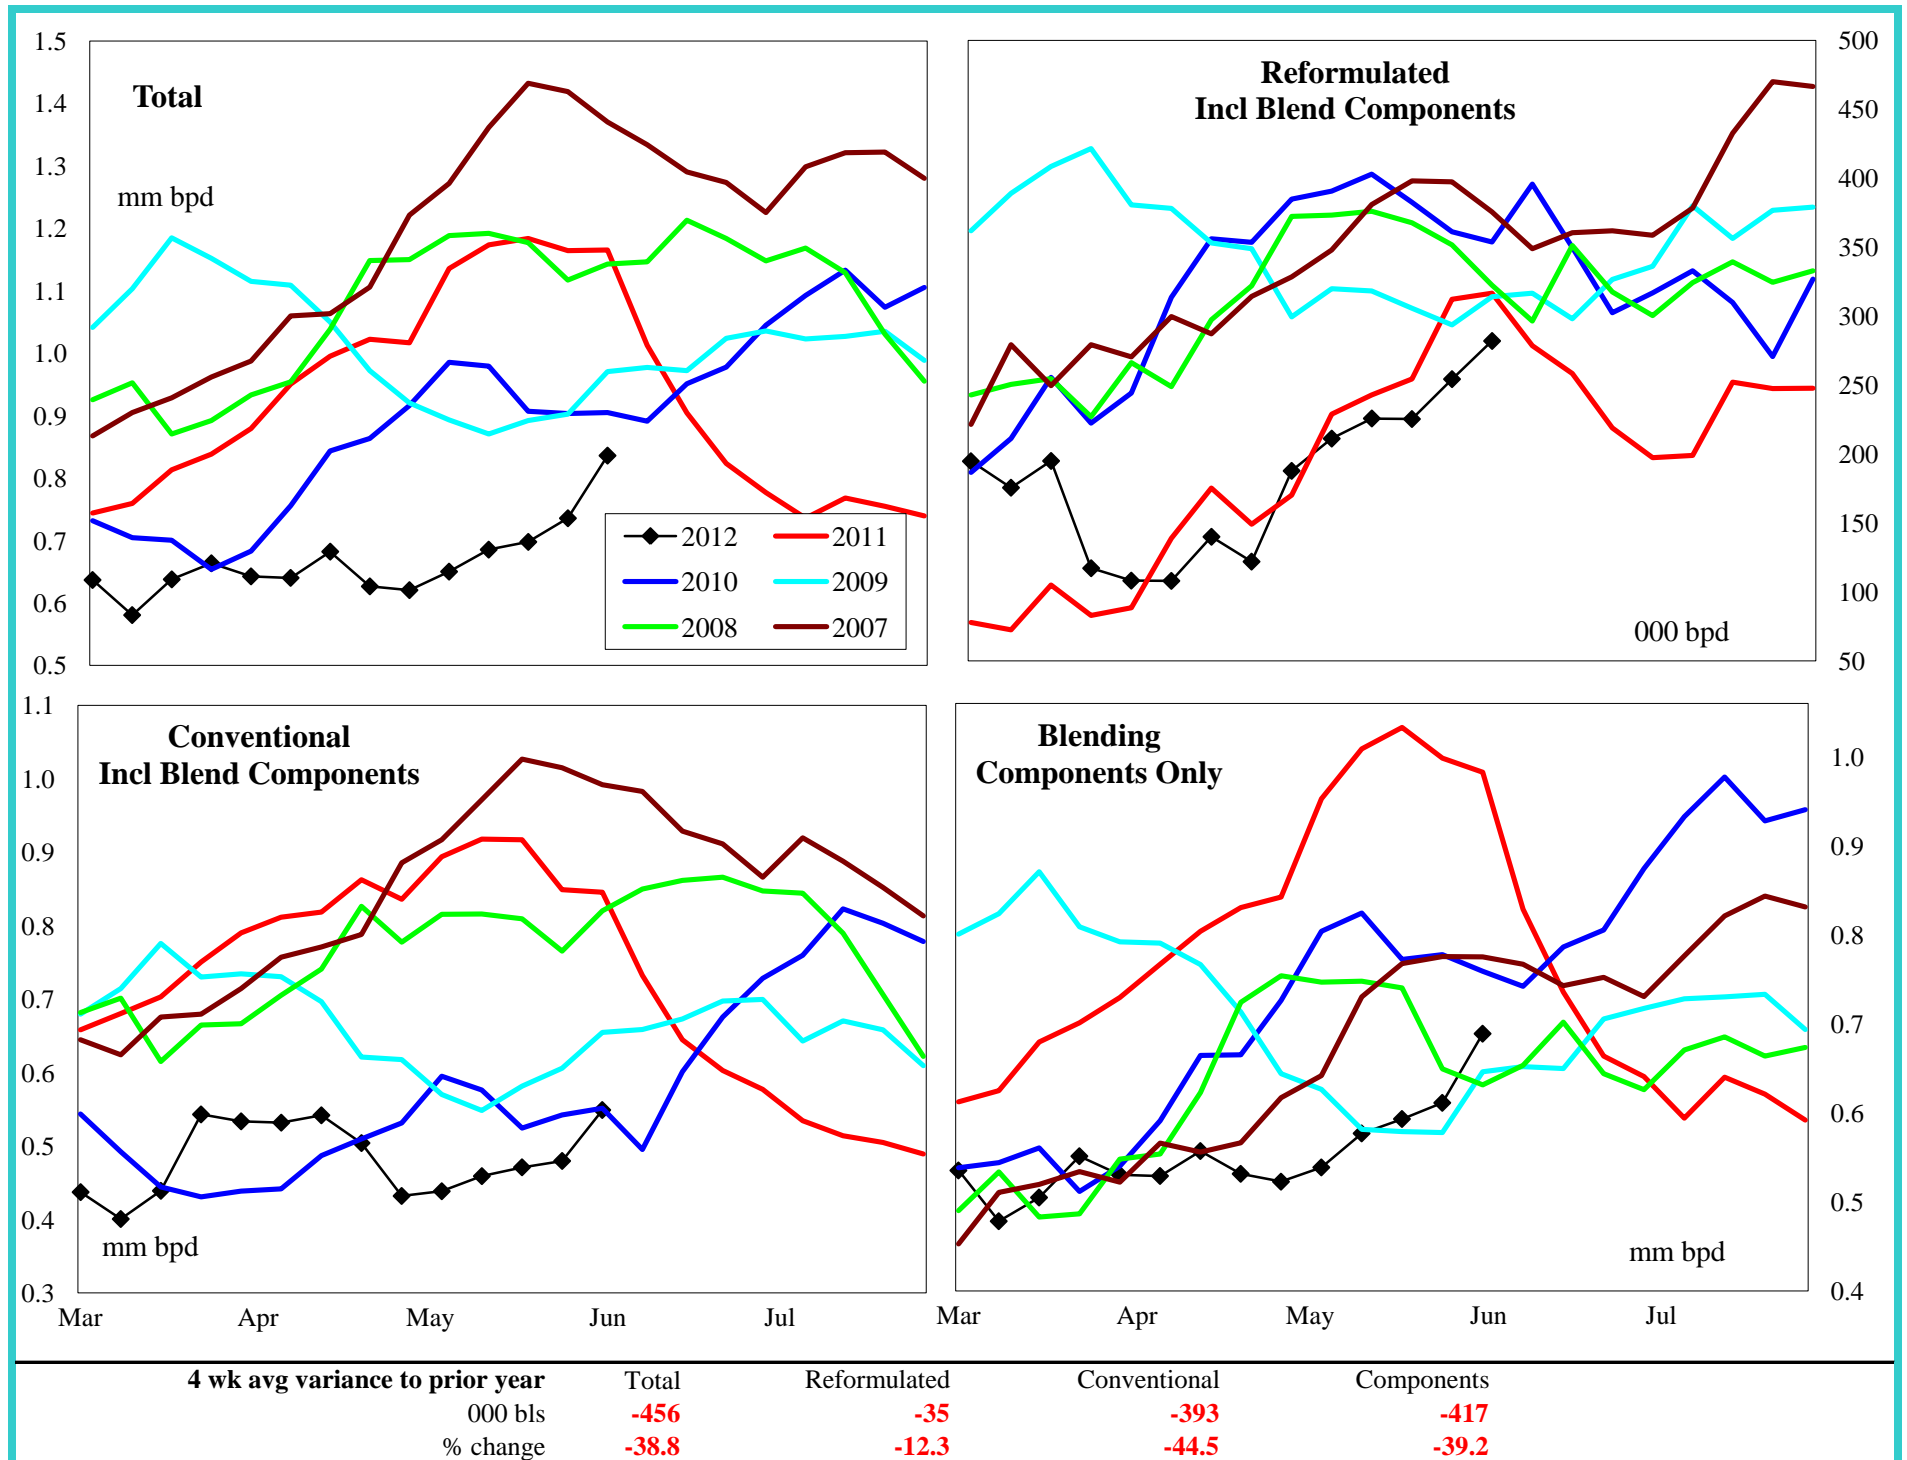 1.5
1.4
1.3
1.2
1.1
1.0
0.9
0.8
0.7
0.6
0.5
Total
mm bpd
2012 2011
2010 2009
2008 2007
Reformulated
Incl Blend Components
000 bpd
500
450
400
350
300
250
200
150
100
50
1.1
1.0
0.9
0.8
0.7
0.6
0.5
0.4
0.3
Conventional
Incl Blend Components
mm bpd
Mar Apr May Jun Jul
Blending
Components Only
mm bpd
1.0
0.9
0.8
0.7
0.6
0.5
0.4
Mar Apr May Jun Jul
4 wk avg variance to prior year Total Reformulated Conventional Components
000 bls -456 -35 -393 -417
% change -38.8 -12.3 -44.5 -39.2